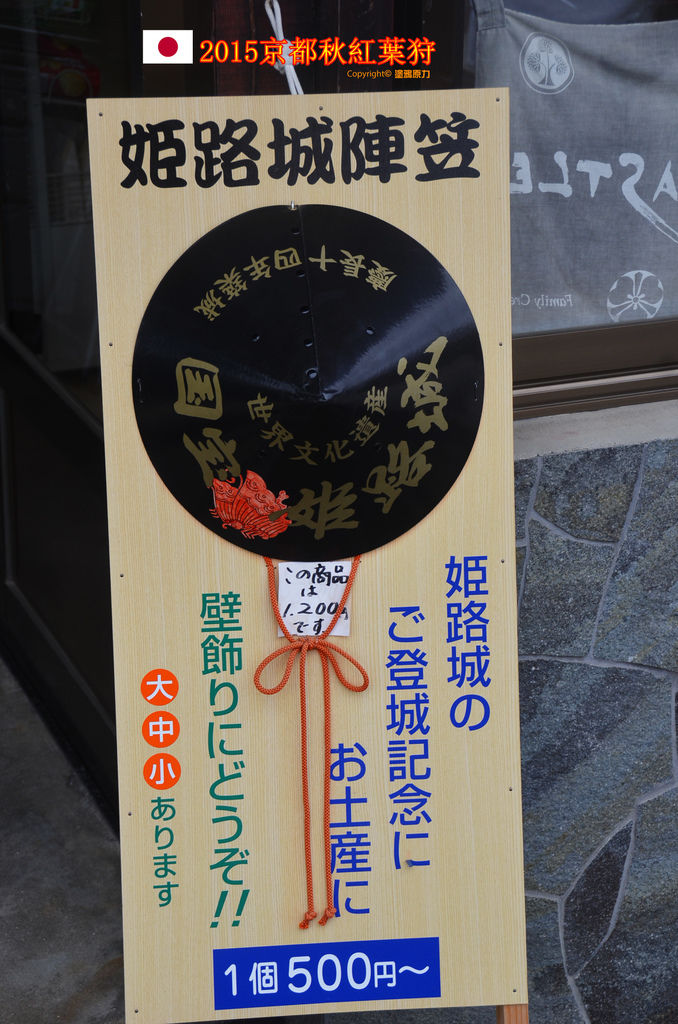 2015京都秋紅葉狩
Copyright© 塗鴉原力
姫路城陣笠
慶長十四年築城
世界文化遺産
国宝姫路城
この商品
は
1.200円
です
姫路城の
ご登城記念に
お土産に
壁飾りにどうぞ!!
大中小あります
1個500円〜